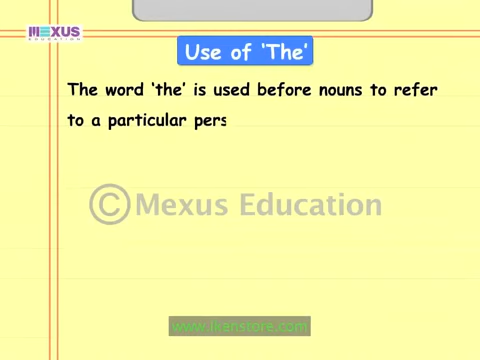 MEXUS
EDUCATION
Use of ‘The’
The word ‘the’ is used before nouns to refer
to a particular pers
© Mexus Education
www.ikenstore.com